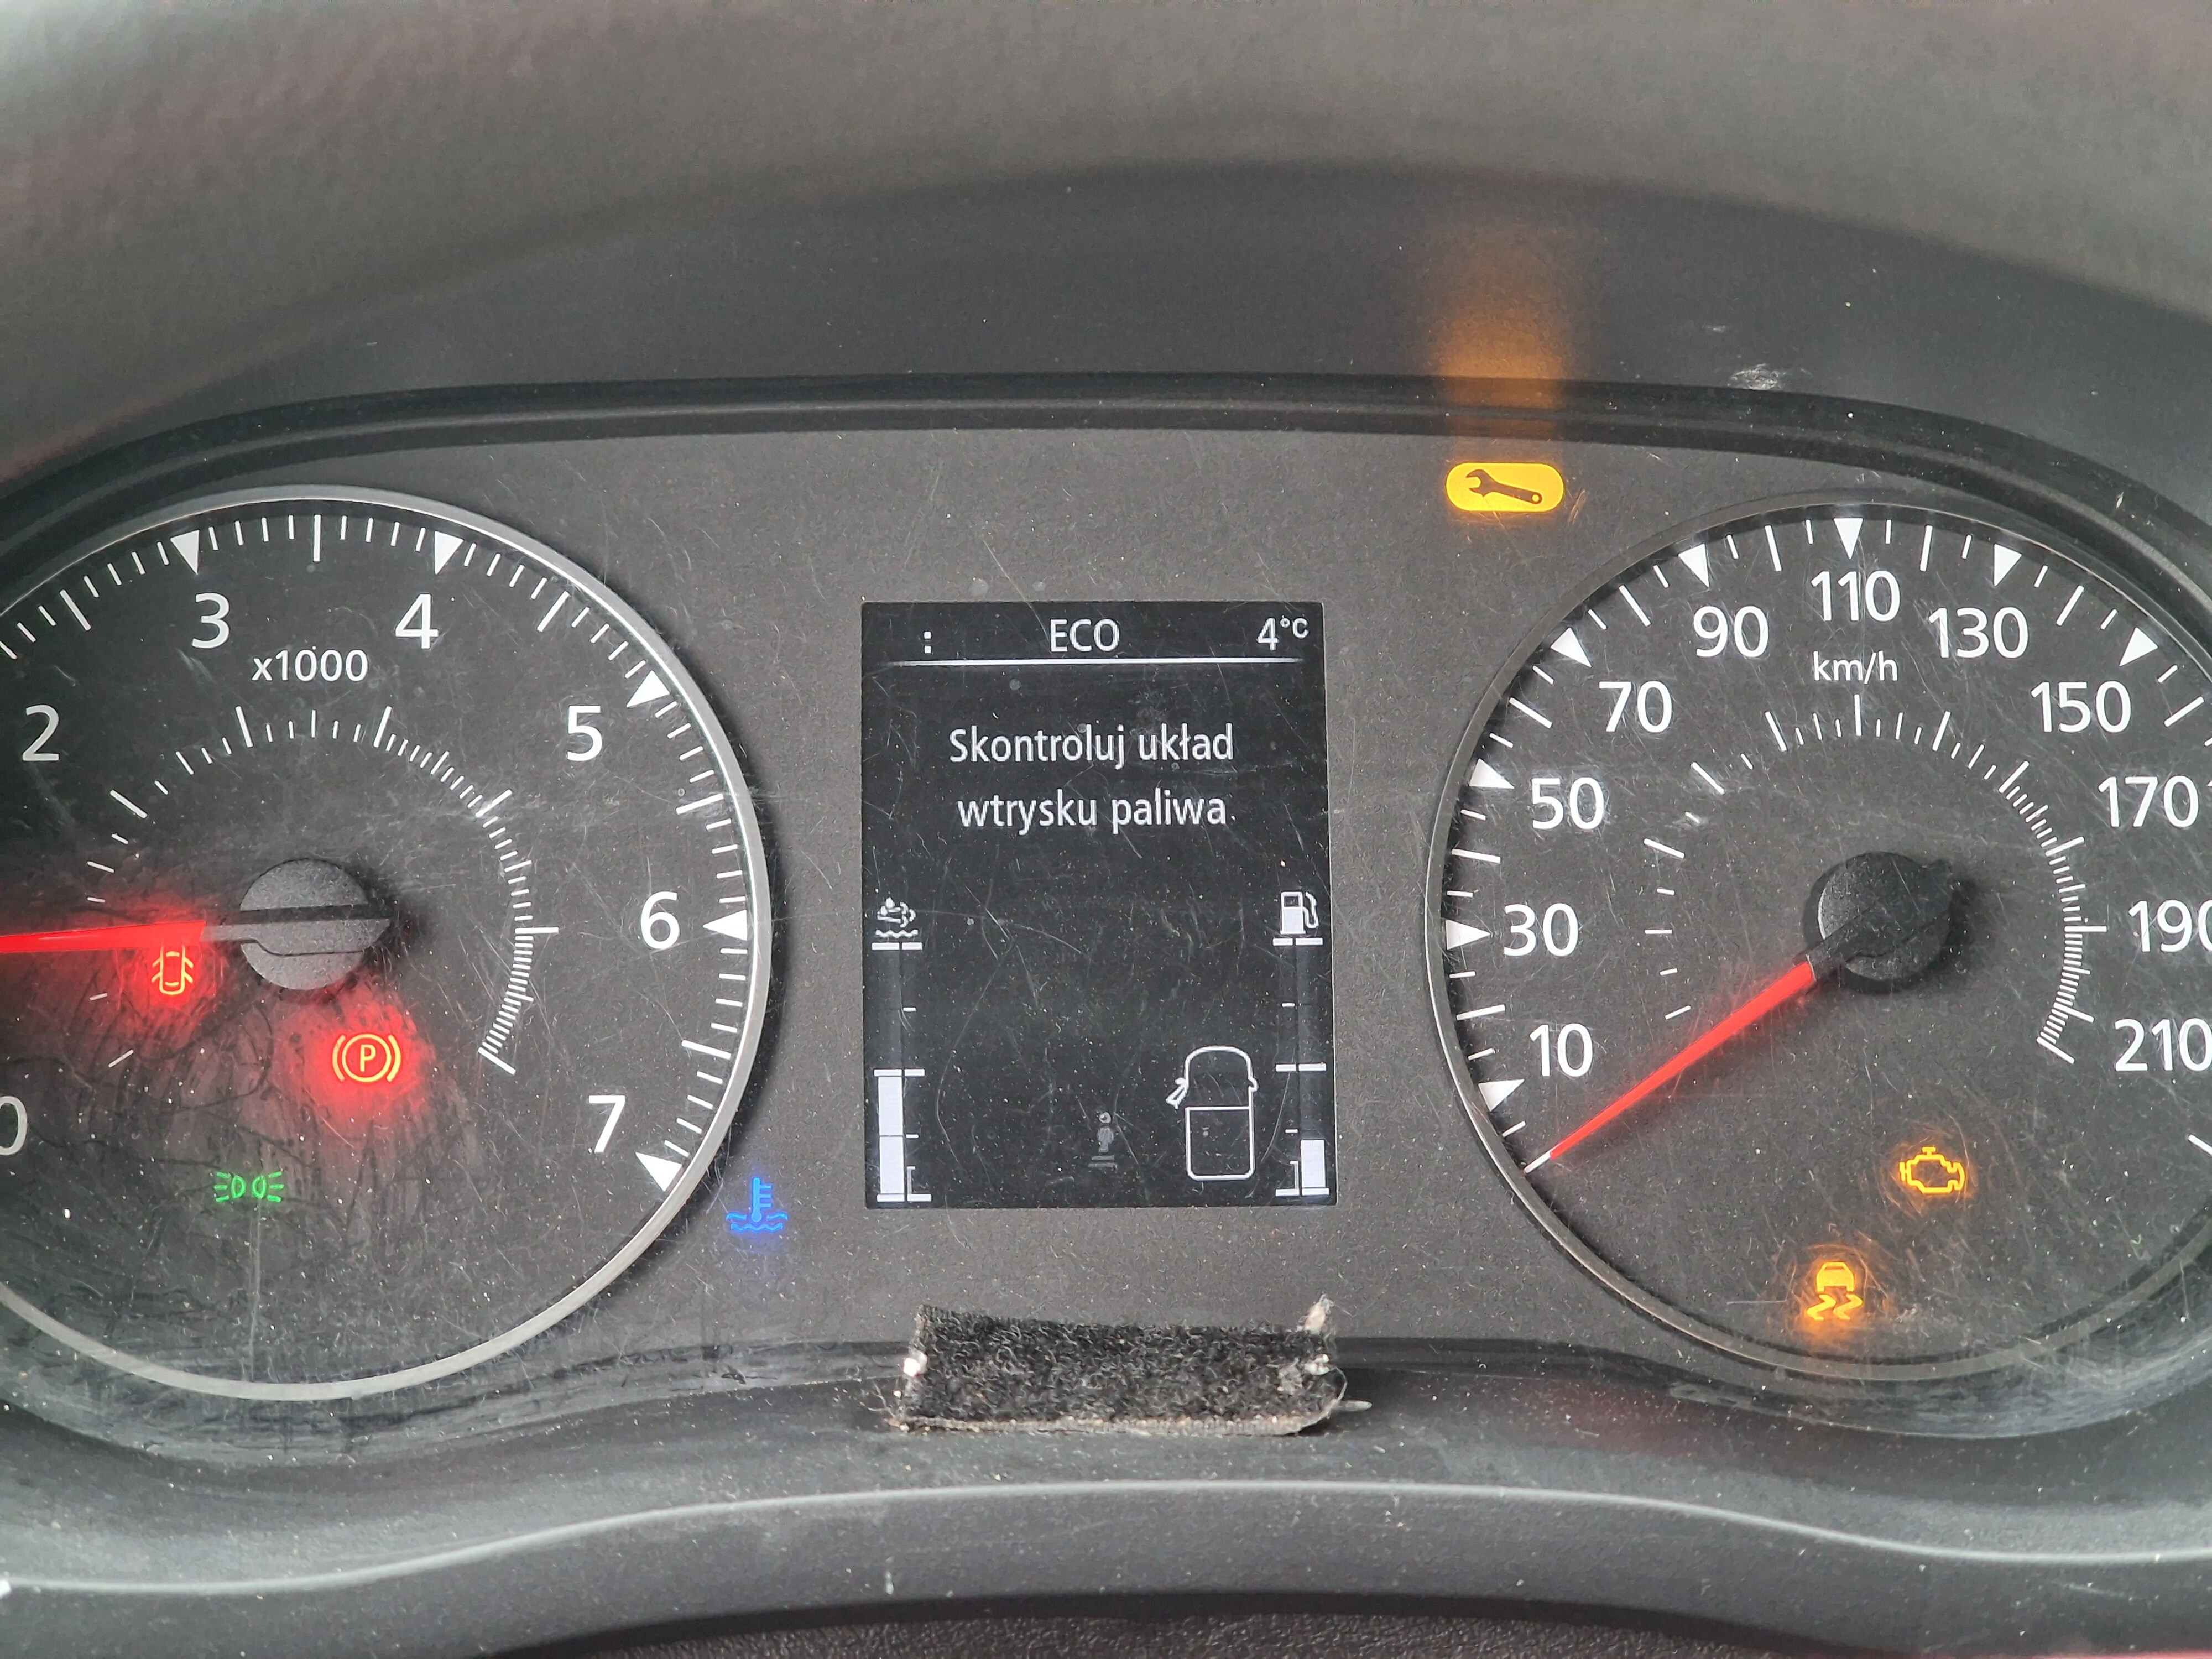 ECO 4°C
3 4 90 110 130
x1000 km/h
2 5 70 150
Skontroluj układ
wtrysku paliwa
50 170
6 30 190
P 10 210
0 7